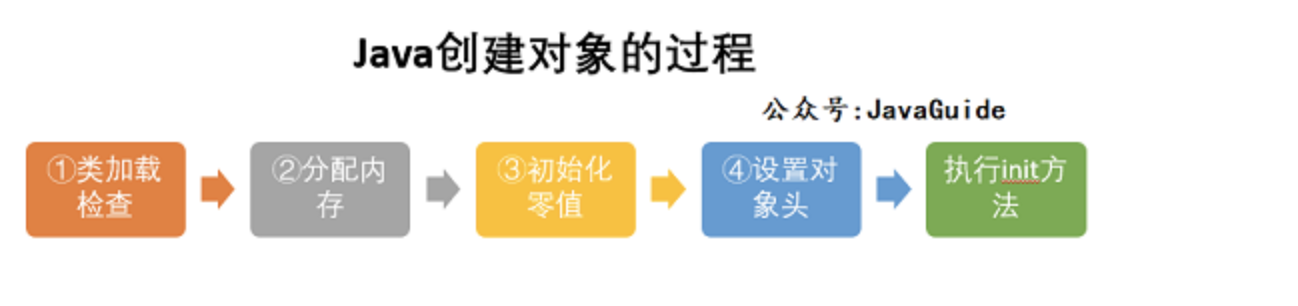 Java创建对象的过程
公众号:JavaGuide
①类加载
检查
②分配内
存
③初始化
零值
④设置对
象头
执行init方
法